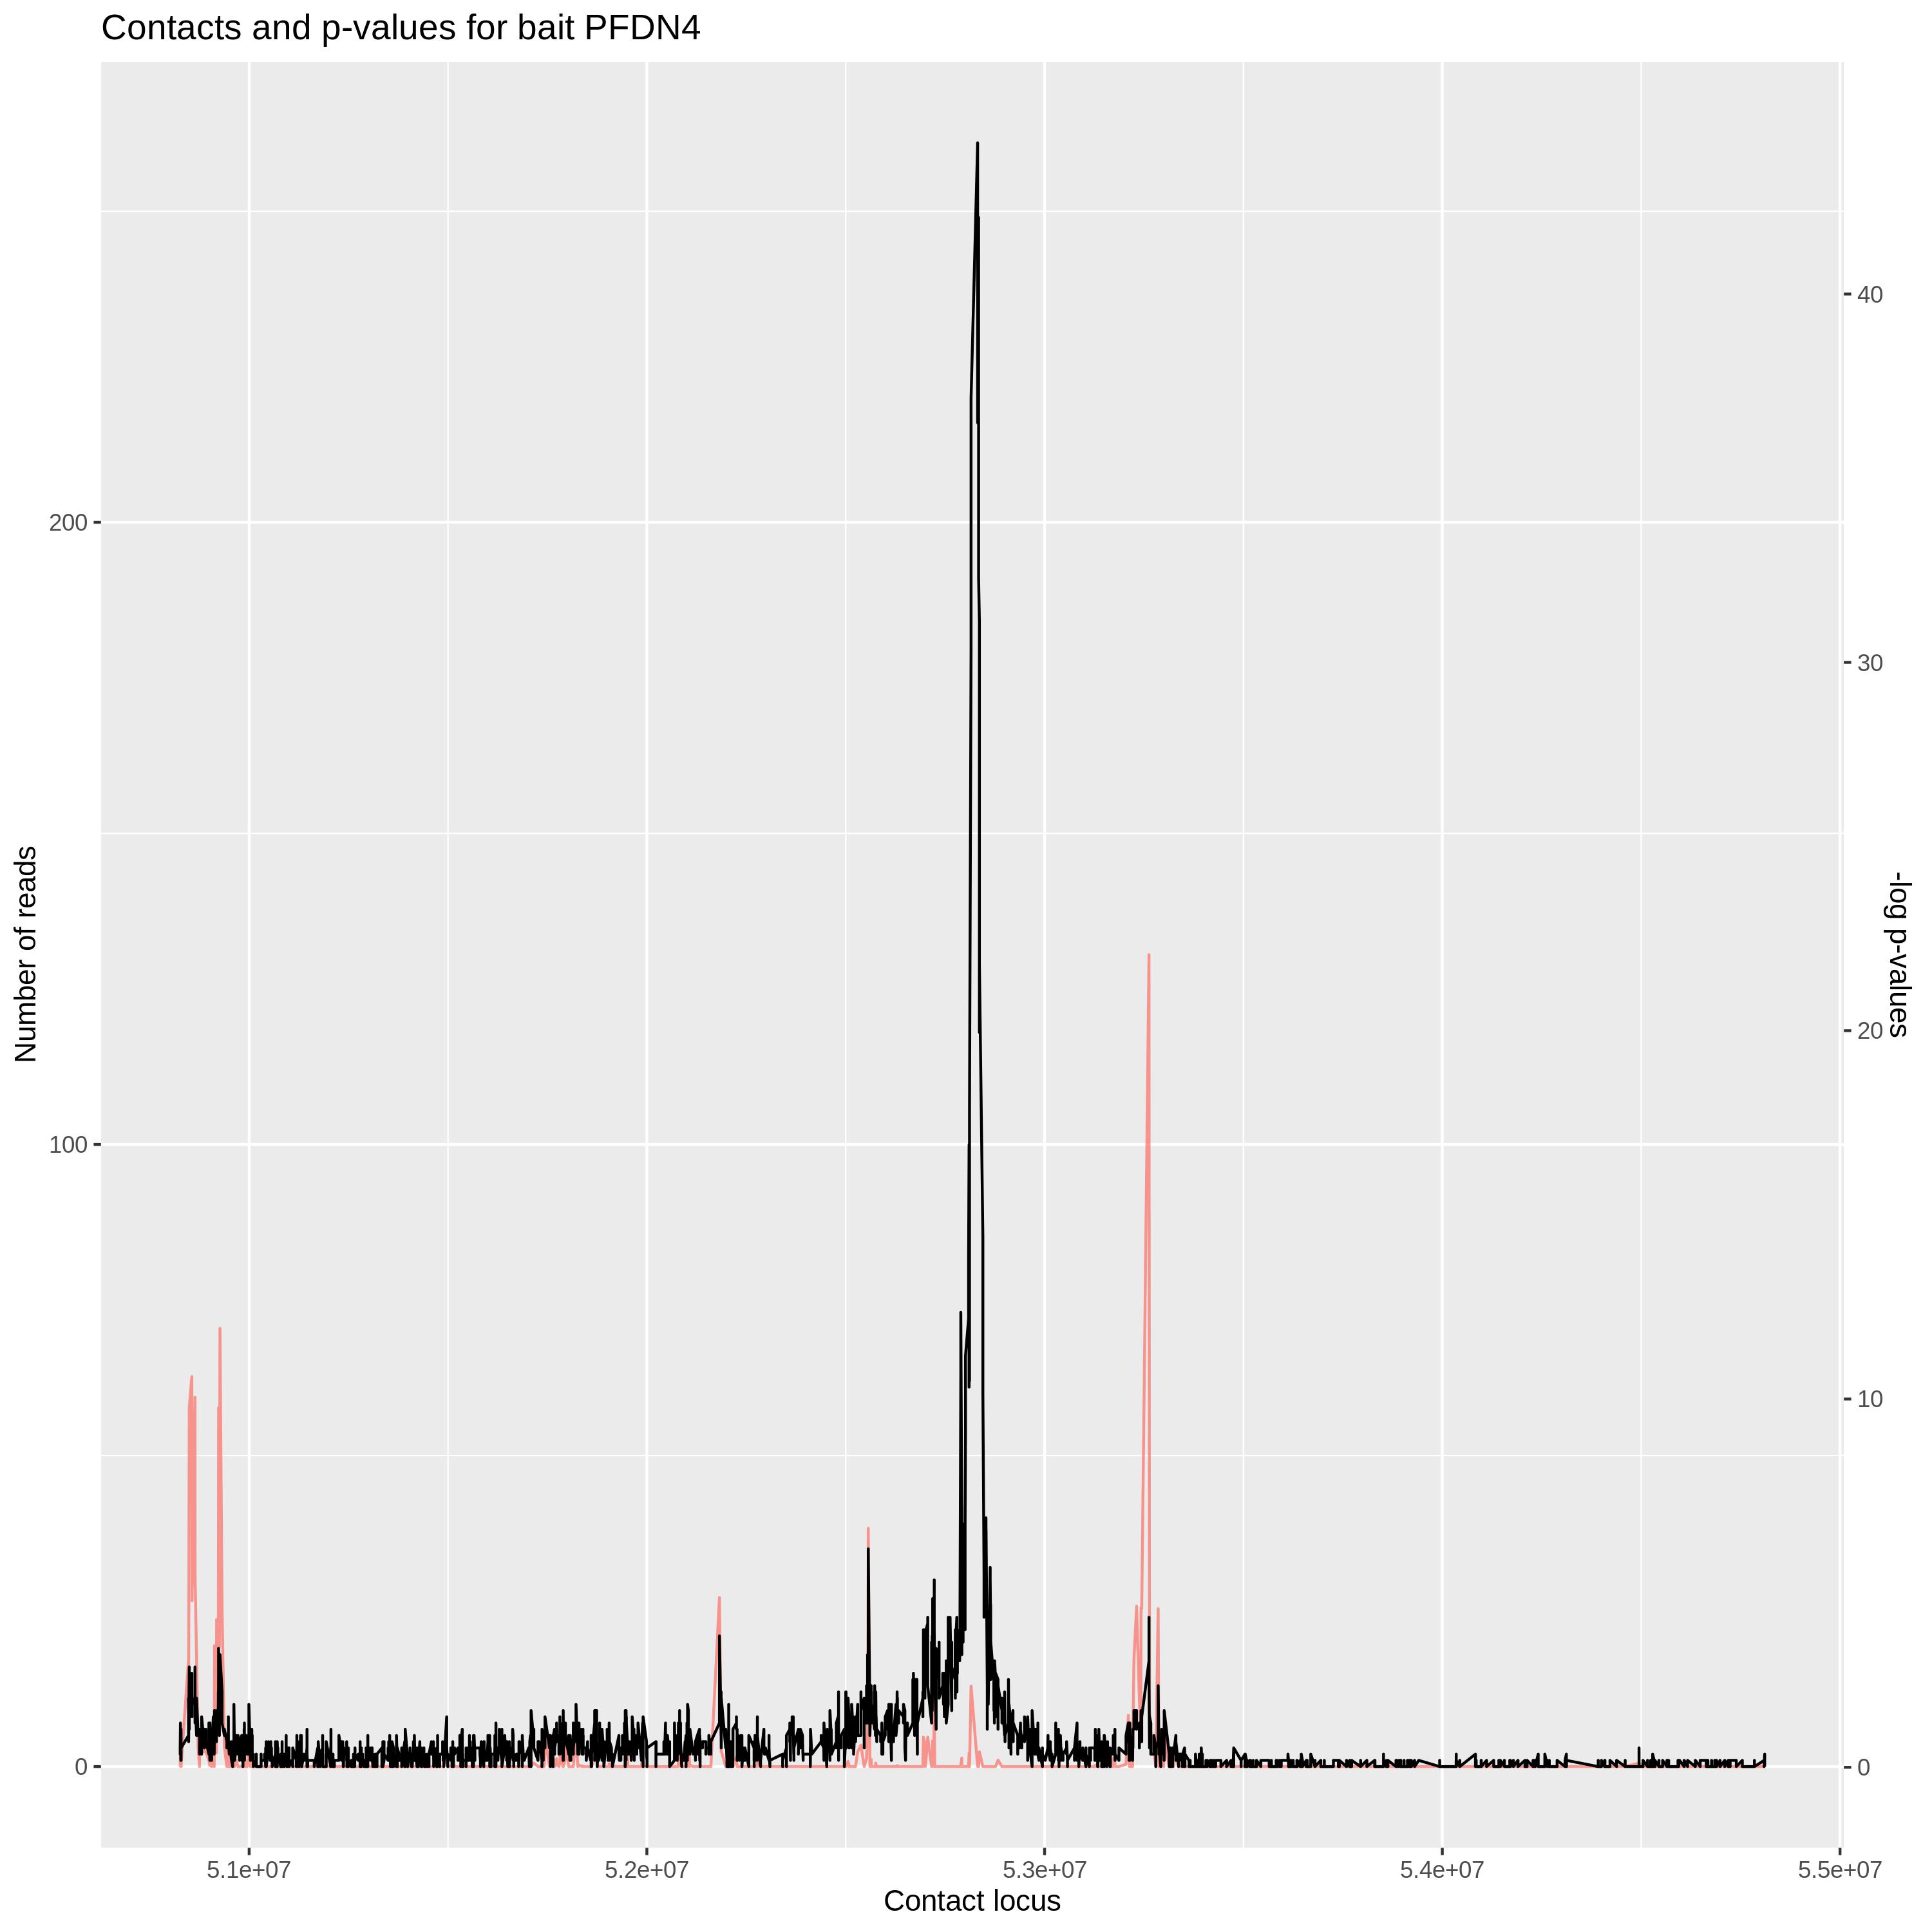 Contacts and p-values for bait PFDN4
Number of reads
200
100
0
40
30
20
10
0
-log p-values
5.1e+07
5.2e+07
5.3e+07
5.4e+07
5.5e+07
Contact locus